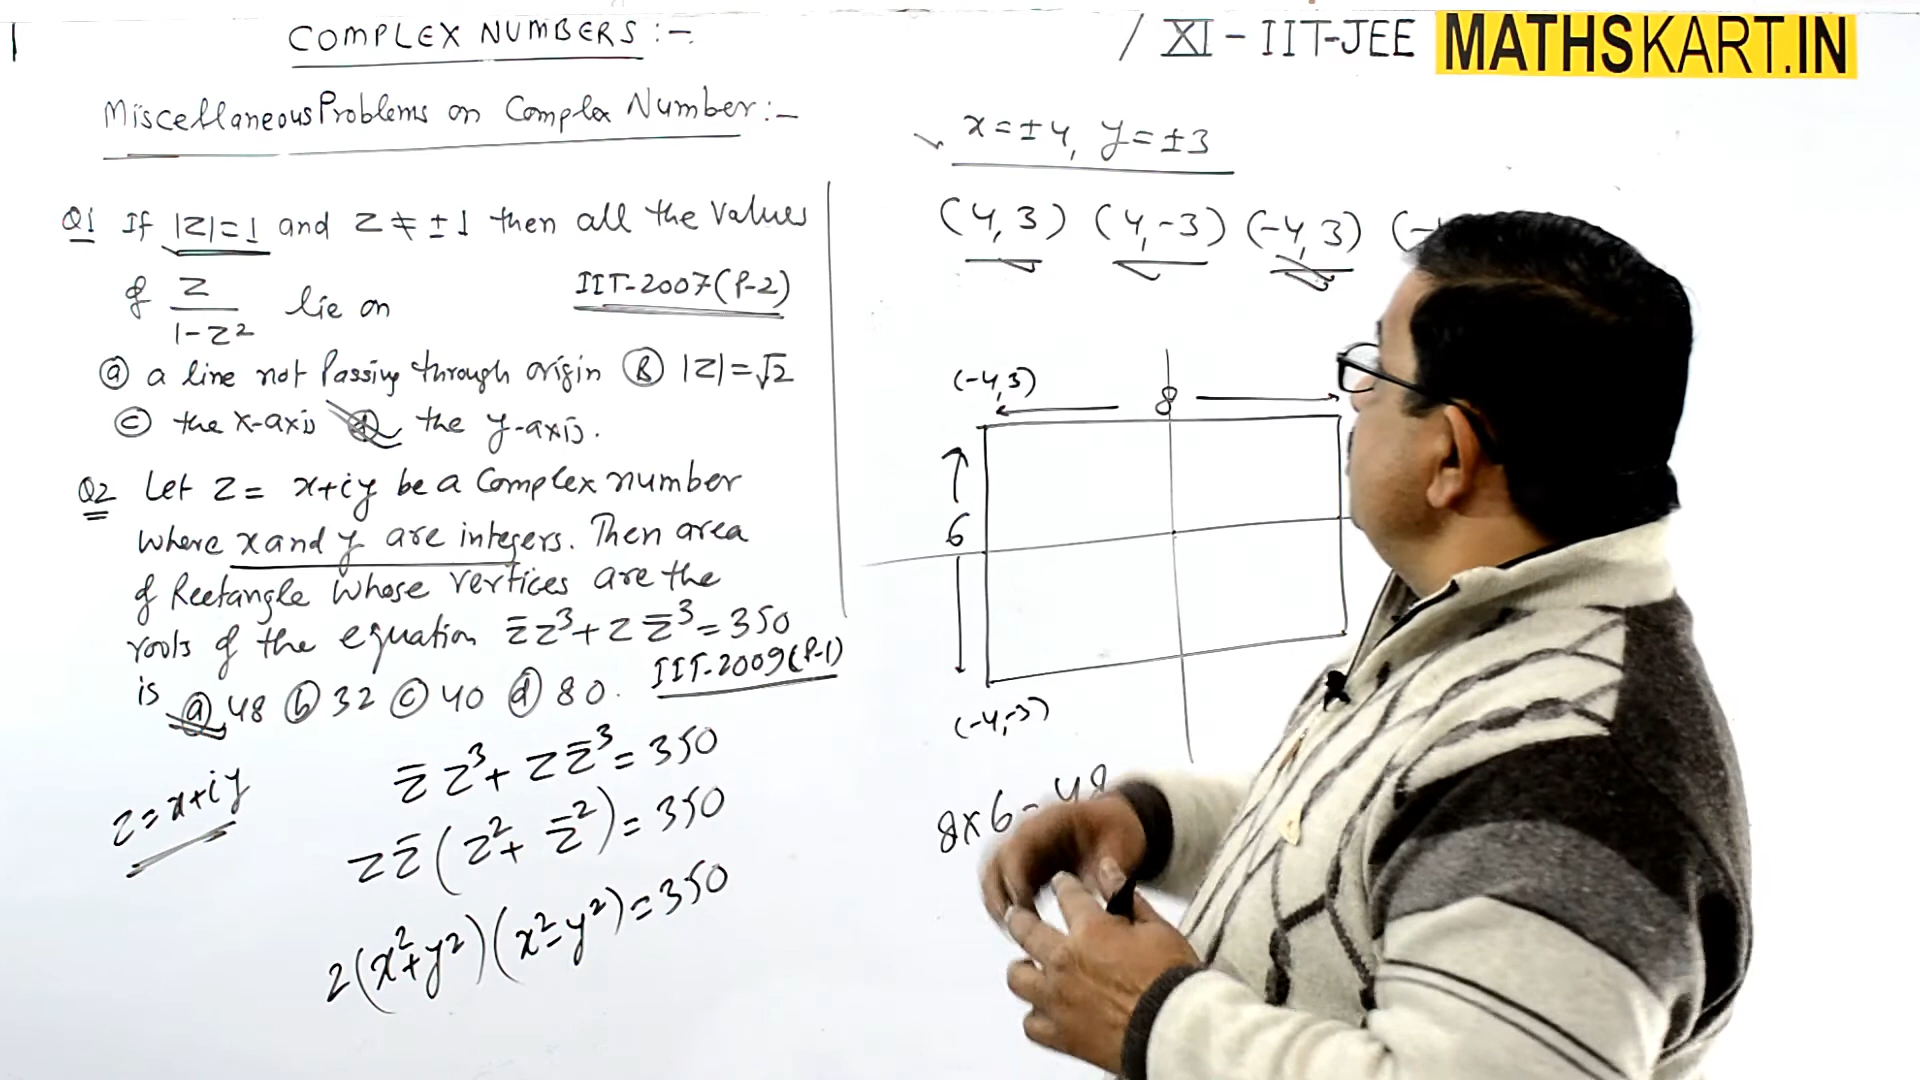 COMPLEX NUMBERS :-
/ XI - IIT-JEE MATHSKART.IN
Miscellaneous Problems on Complex Number:-
Q1 If |Z|=1 and Z ≠ ±1 then all the values
of Z/(1-Z²) lie on IIT-2007(P-2)
(a) a line not Passing through origin (B) |Z|=√2
(c) the x-axis (d) the y-axis.
Q2 Let Z = x+iy be a Complex number
where x and y are integers. Then area
of Rectangle whose vertices are the
roots of the equation z̄z³+zz̄³=350
is (a) 48 (b) 32 (c) 40 (d) 80. IIT-2009(P-1)
z̄z³+zz̄³=350
z=x+iy
zz̄(z²+z̄²)=350
2(x²+y²)(x²-y²)=350
x=±4, y=±3
(4,3) (4,-3) (-4,3)
(-4,3)
8
6
(-4,-3)
8×6=48